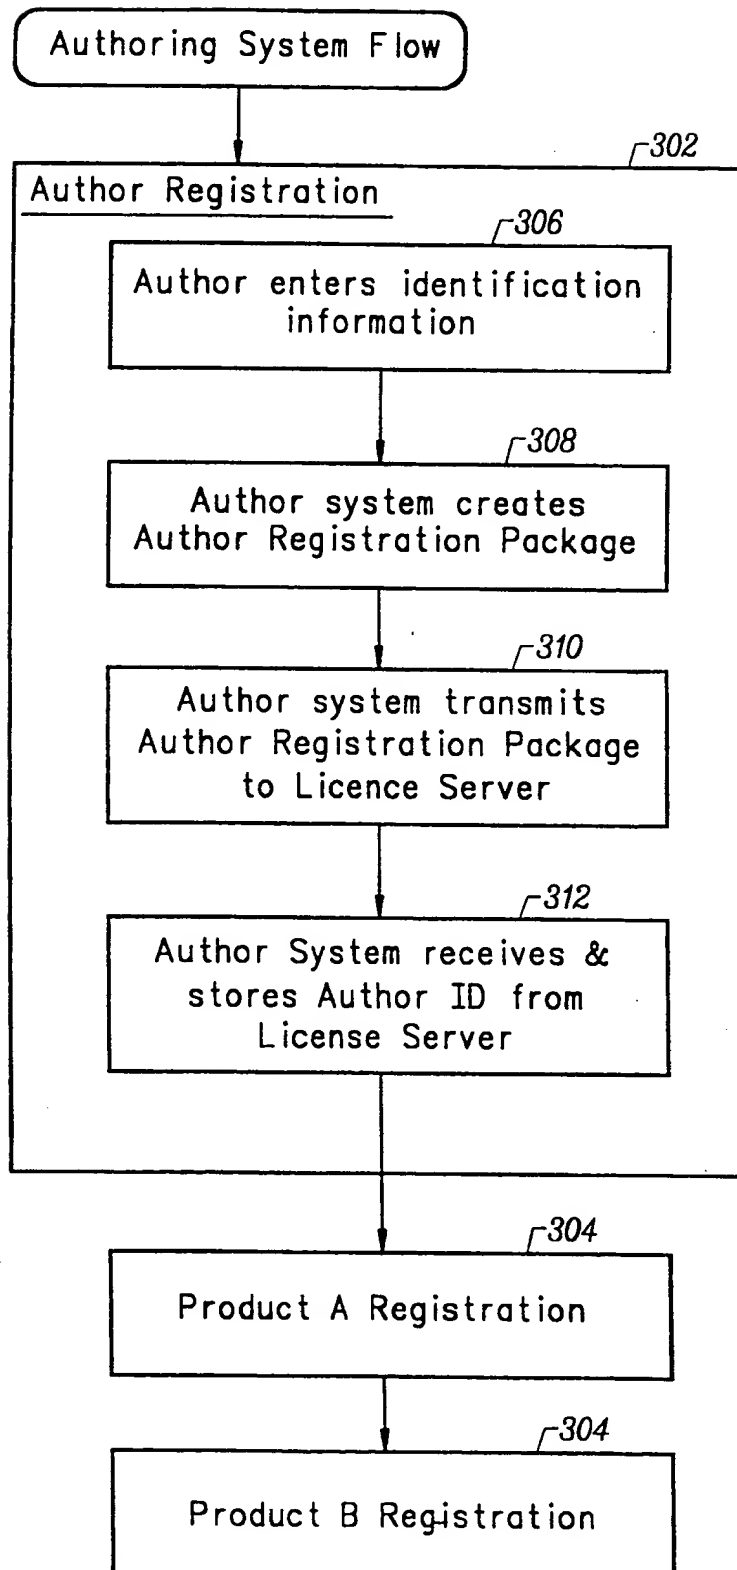 Authoring System Flow
302
Author Registration
306
Author enters identification
information
308
Author system creates
Author Registration Package
310
Author system transmits
Author Registration Package
to Licence Server
312
Author System receives &
stores Author ID from
License Server
304
Product A Registration
304
Product B Registration